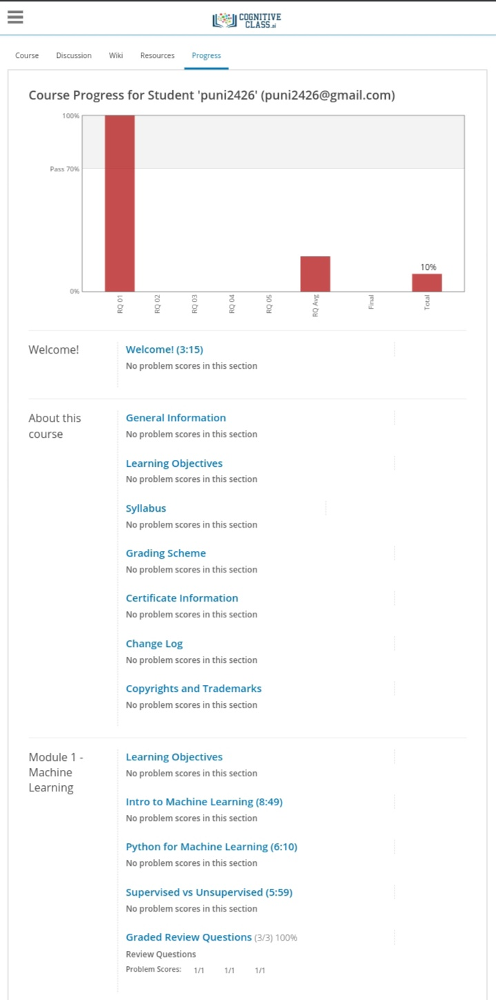 COGNITIVE
CLASS.ai
Course Discussion Wiki Resources Progress
Course Progress for Student 'puni2426' (puni2426@gmail.com)
100%
Pass 70%
10%
0%
RQ 01 RQ 02 RQ 03 RQ 04 RQ 05 RQ Avg Final Total
Welcome!
Welcome! (3:15)
No problem scores in this section
About this
course
General Information
No problem scores in this section
Learning Objectives
No problem scores in this section
Syllabus
No problem scores in this section
Grading Scheme
No problem scores in this section
Certificate Information
No problem scores in this section
Change Log
No problem scores in this section
Copyrights and Trademarks
No problem scores in this section
Module 1 -
Machine
Learning
Learning Objectives
No problem scores in this section
Intro to Machine Learning (8:49)
No problem scores in this section
Python for Machine Learning (6:10)
No problem scores in this section
Supervised vs Unsupervised (5:59)
No problem scores in this section
Graded Review Questions (3/3) 100%
Review Questions
Problem Scores: 1/1 1/1 1/1